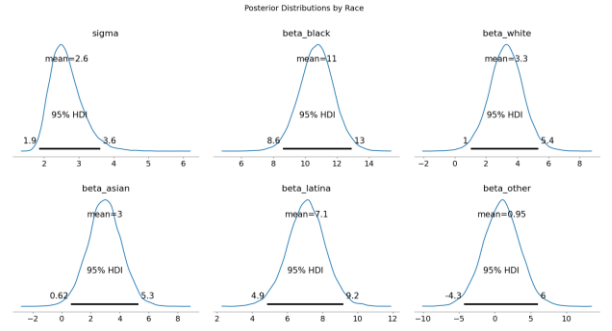 Posterior Distributions by Race
sigma
mean=2.6
95% HDI
1.9 3.6
2 3 4 5 6
beta_black
mean=11
95% HDI
8.6 13
6 8 10 12 14
beta_white
mean=3.3
95% HDI
1 5.4
−2 0 2 4 6 8
beta_asian
mean=3
95% HDI
0.62 5.3
−2 0 2 4 6 8
beta_latina
mean=7.1
95% HDI
4.9 9.2
2 4 6 8 10 12
beta_other
mean=0.95
95% HDI
-4.3 6
−10 −5 0 5 10